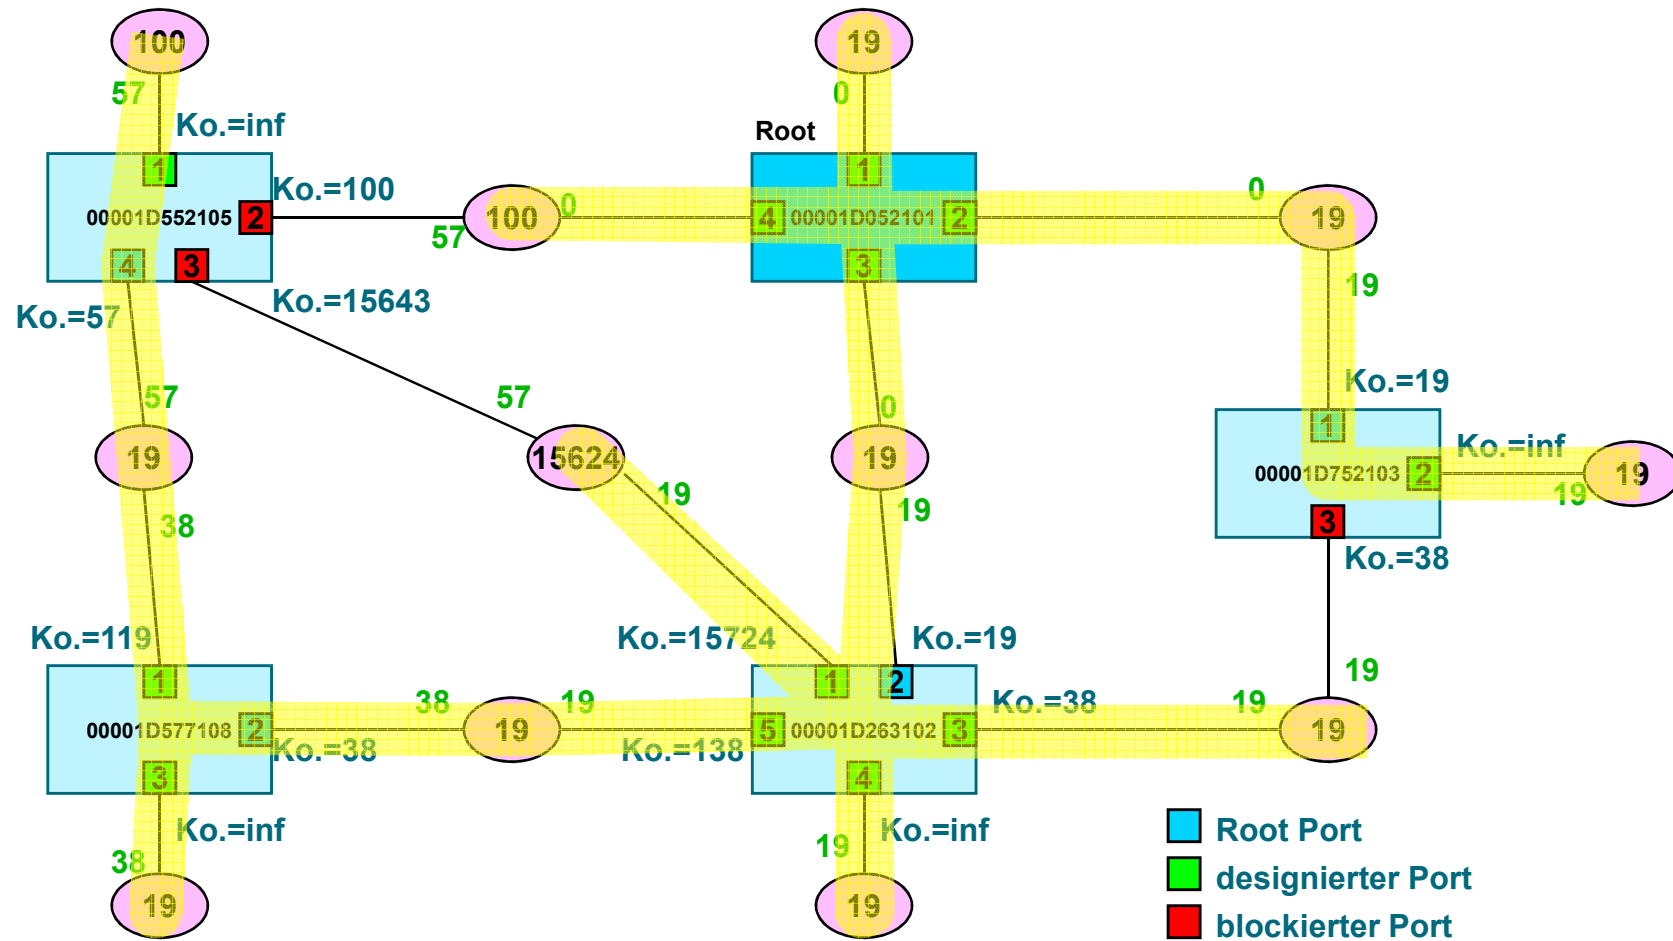 100
19
57
0
Ko.=inf
Root
1
1
Ko.=100
0
0
00001D552105
2
57
100
4
00001D052101
2
19
4
3
3
19
Ko.=57
Ko.=15643
Ko.=19
57
57
0
1
19
15624
19
Ko.=inf
00001D752103
2
19
19
38
19
19
3
Ko.=38
Ko.=119
Ko.=15724
Ko.=19
19
1
1
2
38
19
Ko.=38
19
00001D577108
2
19
5
00001D263102
3
19
Ko.=38
Ko.=138
3
4
Ko.=inf
Ko.=inf
Root Port
38
19
designierter Port
19
19
blockierter Port